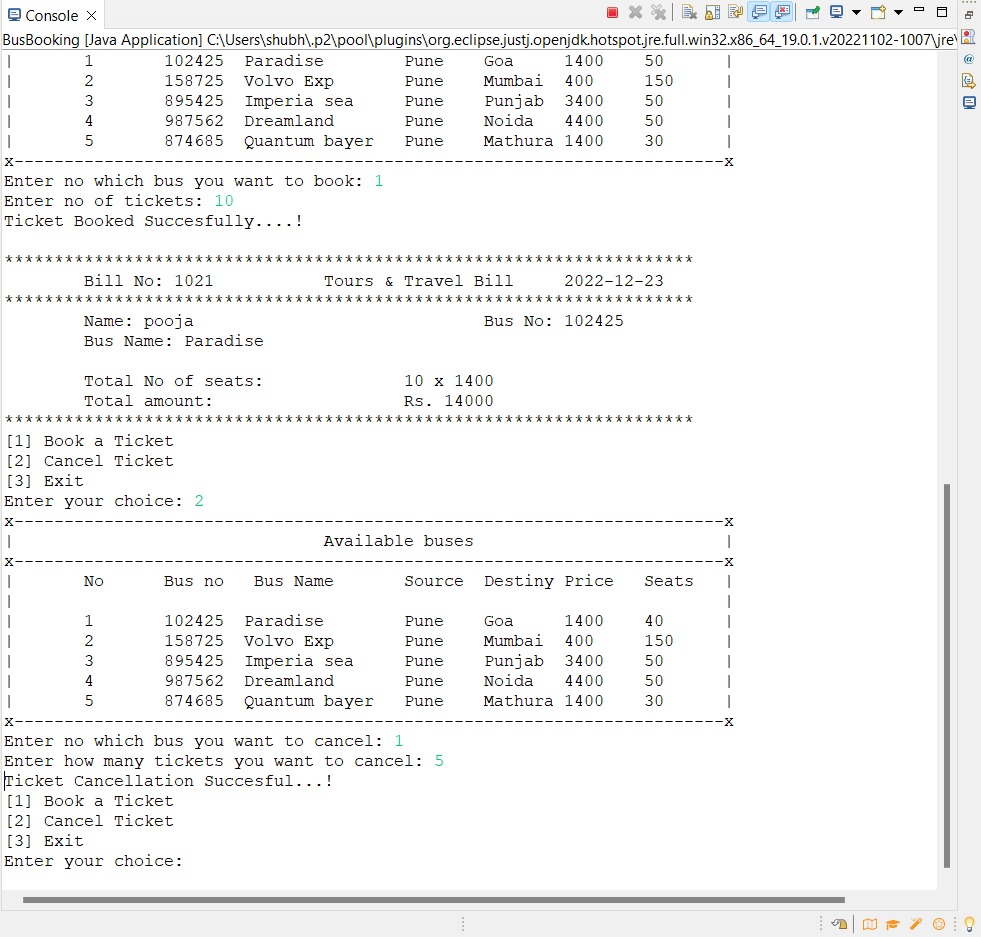 Console
BusBooking [Java Application] C:\Users\shubh\.p2\pool\plugins\org.eclipse.justj.openjdk.hotspot.jre.full.win32.x86_64_19.0.1.v20221102-1007\jre\
| 1 102425 Paradise Pune Goa 1400 50 |
| 2 158725 Volvo Exp Pune Mumbai 400 150 |
| 3 895425 Imperia sea Pune Punjab 3400 50 |
| 4 987562 Dreamland Pune Noida 4400 50 |
| 5 874685 Quantum bayer Pune Mathura 1400 30 |
x-----------------------------------------------------------------------x
Enter no which bus you want to book: 1
Enter no of tickets: 10
Ticket Booked Succesfully....!
*********************************************************************
Bill No: 1021 Tours & Travel Bill 2022-12-23
*********************************************************************
Name: pooja Bus No: 102425
Bus Name: Paradise
Total No of seats: 10 x 1400
Total amount: Rs. 14000
*********************************************************************
[1] Book a Ticket
[2] Cancel Ticket
[3] Exit
Enter your choice: 2
x-----------------------------------------------------------------------x
| Available buses |
x-----------------------------------------------------------------------x
| No Bus no Bus Name Source Destiny Price Seats |
| |
| 1 102425 Paradise Pune Goa 1400 40 |
| 2 158725 Volvo Exp Pune Mumbai 400 150 |
| 3 895425 Imperia sea Pune Punjab 3400 50 |
| 4 987562 Dreamland Pune Noida 4400 50 |
| 5 874685 Quantum bayer Pune Mathura 1400 30 |
x-----------------------------------------------------------------------x
Enter no which bus you want to cancel: 1
Enter how many tickets you want to cancel: 5
Ticket Cancellation Succesful...!
[1] Book a Ticket
[2] Cancel Ticket
[3] Exit
Enter your choice: